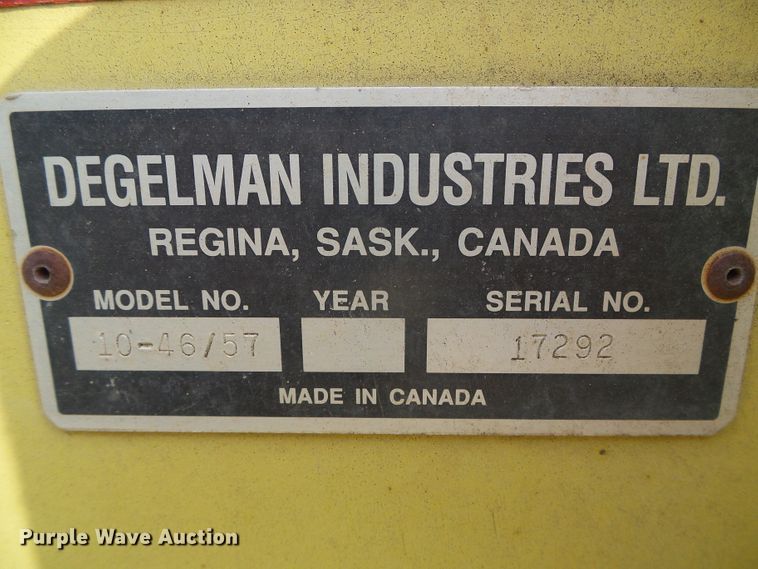 DEGELMAN INDUSTRIES LTD.
REGINA, SASK., CANADA
MODEL NO. YEAR SERIAL NO.
10-46/57 17292
MADE IN CANADA
Purple Wave Auction